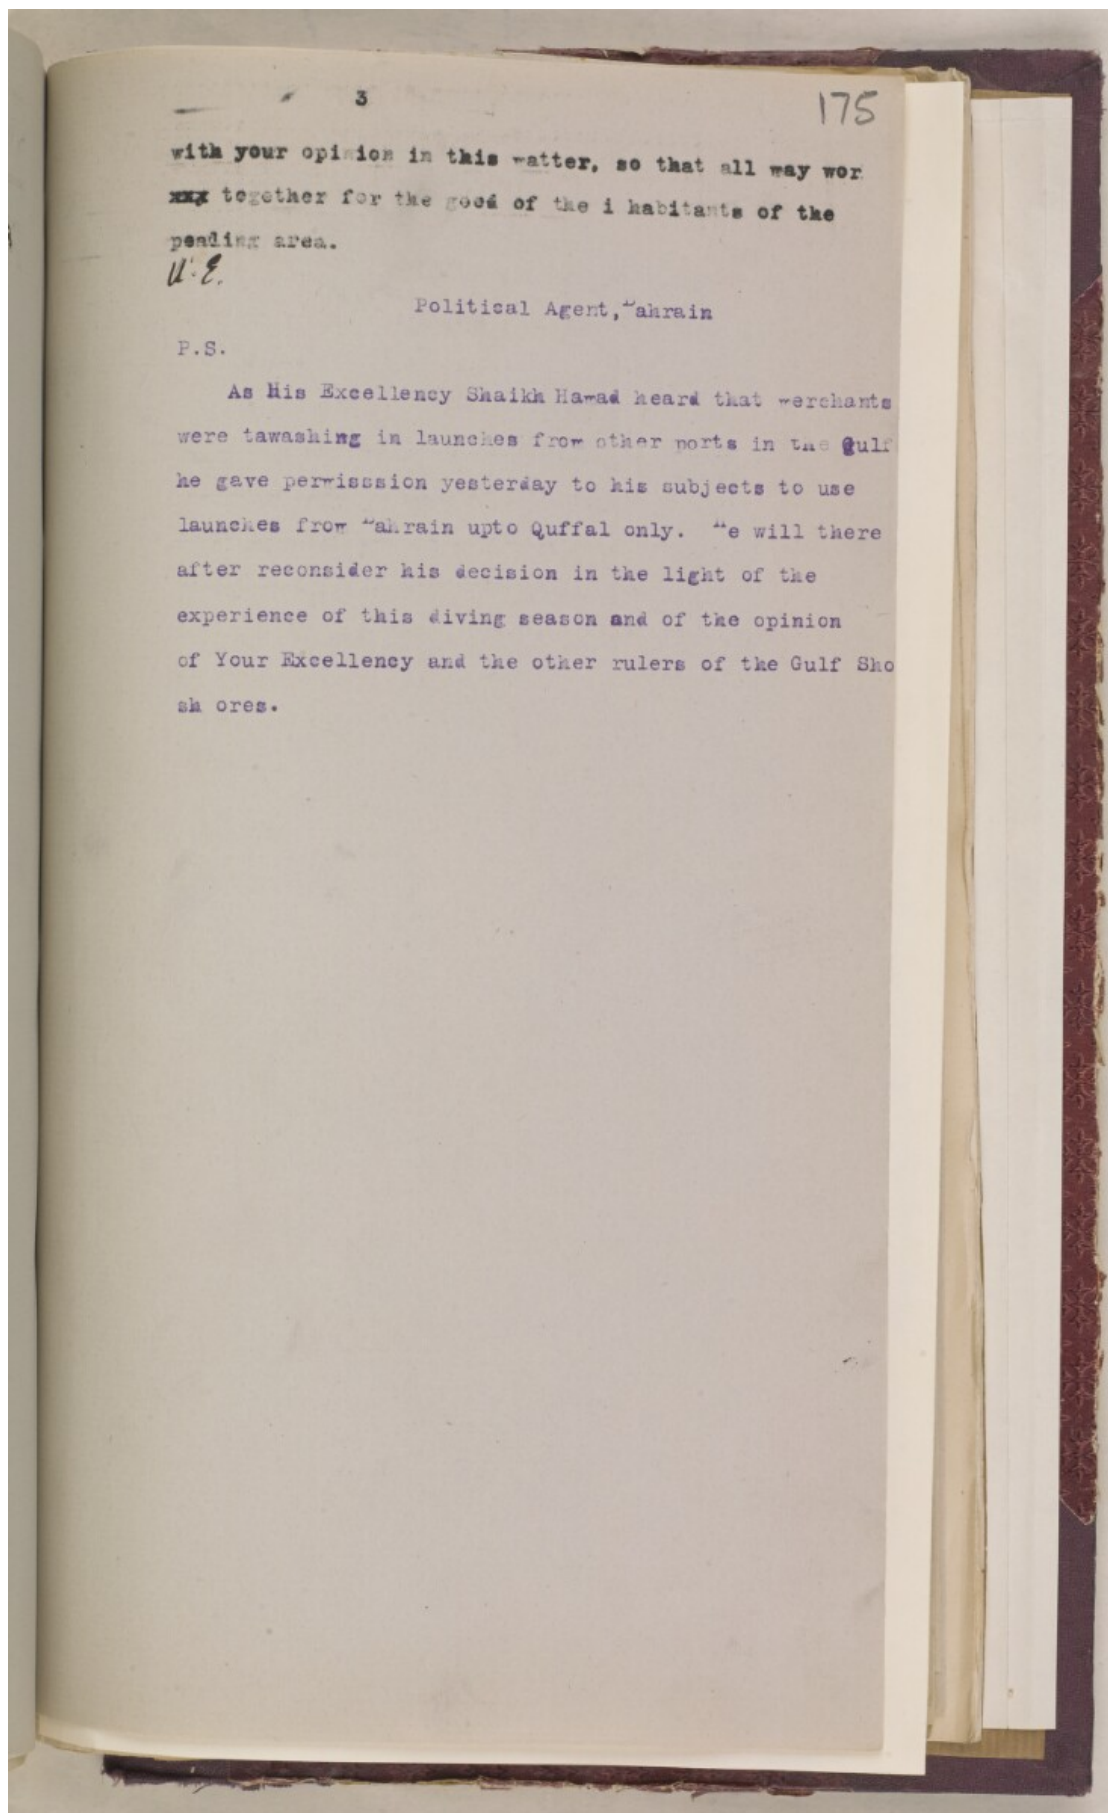 3
175
with your opinion in this matter, so that all may wor
xxx together for the good of the i habitants of the
peading area.
U.E.
Political Agent, Bahrain
P.S.
As His Excellency Shaikh Hamad heard that merchants
were tawashing in launches from other ports in the Gulf
he gave permisssion yesterday to his subjects to use
launches from Bahrain upto Quffal only. He will there
after reconsider his decision in the light of the
experience of this diving season and of the opinion
of Your Excellency and the other rulers of the Gulf Sho
sh ores.